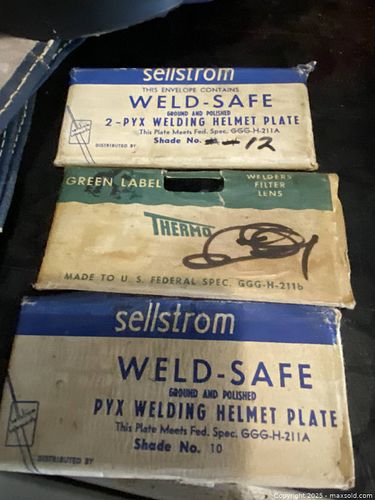 sellstrom
THIS ENVELOPE CONTAINS
WELD-SAFE
GROUND AND POLISHED
2-PYX WELDING HELMET PLATE
This Plate Meets Fed. Spec. GGG-H-211A
Shade No. 12
DISTRIBUTED BY
GREEN LABEL
WELDERS
FILTER
LENS
THERMO
MADE TO U S. FEDERAL SPEC. GGG-H-211b
sellstrom
WELD-SAFE
GROUND AND POLISHED
PYX WELDING HELMET PLATE
This Plate Meets Fed. Spec. GGG-H-211A
Shade No. 10
DISTRIBUTED BY
Copyright © 2025 - maxsold.com